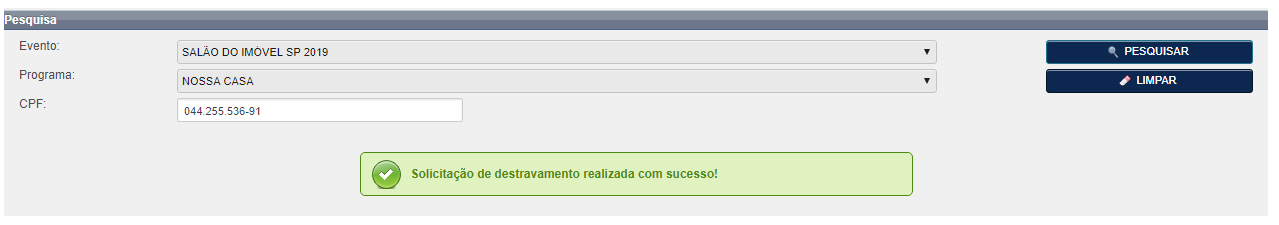 Pesquisa
Evento:
SALÃO DO IMÓVEL SP 2019
PESQUISAR
Programa:
NOSSA CASA
LIMPAR
CPF:
044.255.536-91
Solicitação de destravamento realizada com sucesso!